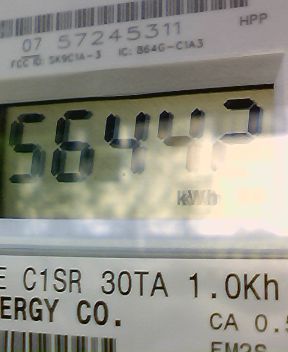 07 57245311
HPP
FCC ID: SK9C1A-3 IC: 864G-C1A3
56442
kWh
E C1SR 30TA 1.0Kh
ERGY CO.
CA 0.5
EM2S